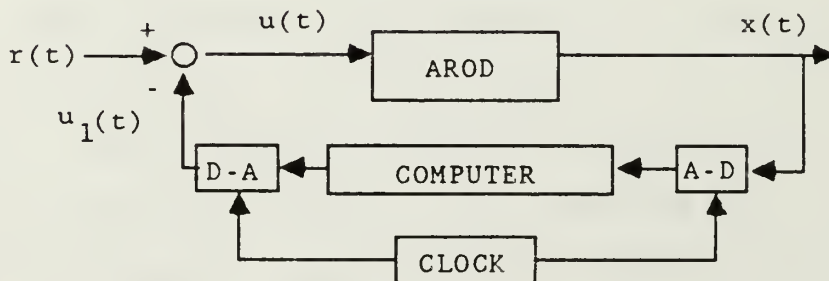 + u(t) x(t)
r(t) AROD
-
u1(t)
D-A COMPUTER A-D
CLOCK